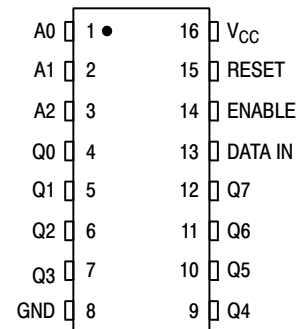 A0 1 16 VCC
A1 2 15 RESET
A2 3 14 ENABLE
Q0 4 13 DATA IN
Q1 5 12 Q7
Q2 6 11 Q6
Q3 7 10 Q5
GND 8 9 Q4